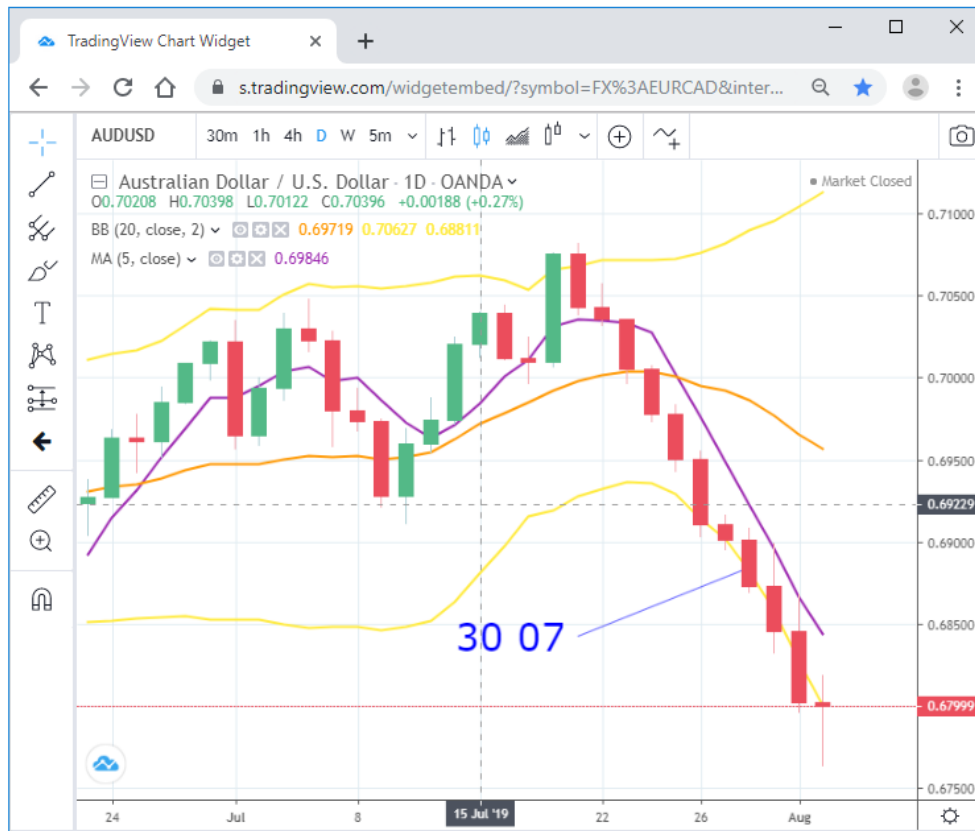 TradingView Chart Widget
s.tradingview.com/widgetembed/?symbol=FX%3AEURCAD&inter...
AUDUSD 30m 1h 4h D W 5m
Australian Dollar / U.S. Dollar · 1D · OANDA
Market Closed
O0.70208 H0.70398 L0.70122 C0.70396 +0.00188 (+0.27%)
BB (20, close, 2) 0.69719 0.70627 0.68811
MA (5, close) 0.69846
0.71000
0.70500
0.70000
0.69500
0.69229
0.69000
0.68500
0.67999
0.67500
30 07
24 Jul 8 15 Jul '19 22 26 Aug